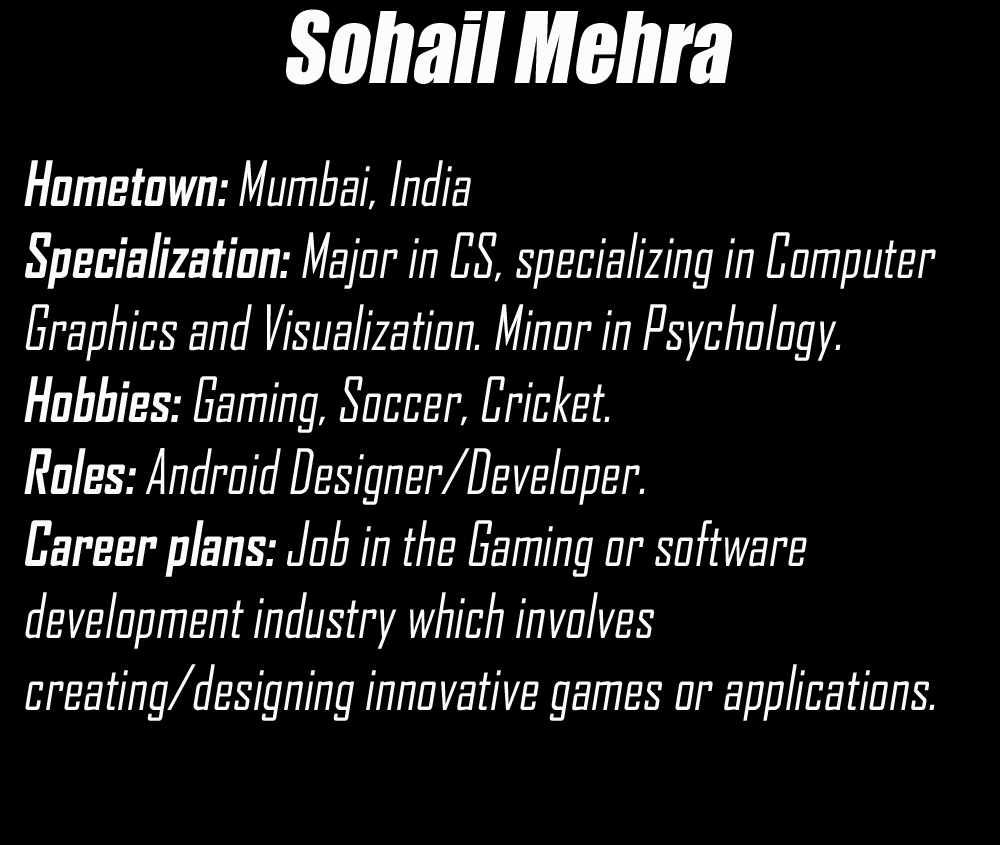 Sohail Mehra
Hometown: Mumbai, India
Specialization: Major in CS, specializing in Computer
Graphics and Visualization. Minor in Psychology.
Hobbies: Gaming, Soccer, Cricket.
Roles: Android Designer/Developer.
Career plans: Job in the Gaming or software
development industry which involves
creating/designing innovative games or applications.